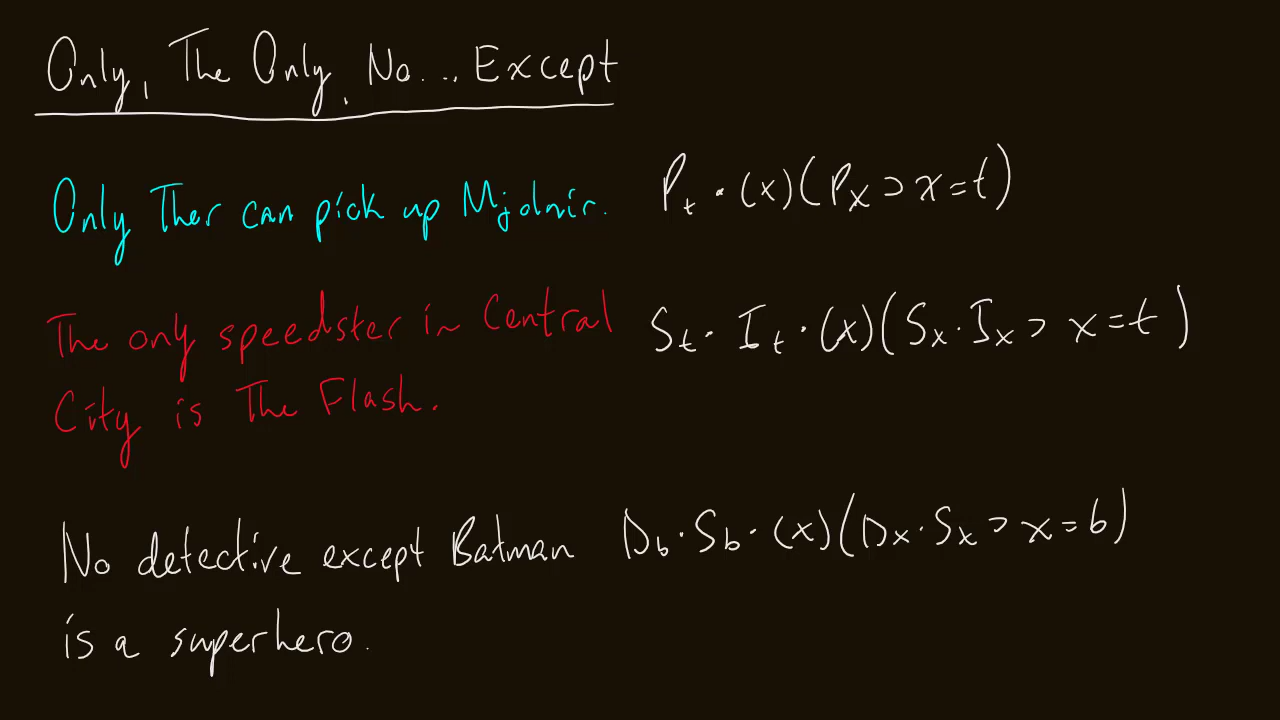 Only, The Only, No... Except
Only Thor can pick up Mjolnir. Pt • (x)(Px ⊃ x=t)
The only speedster in Central St • It • (x)(Sx • Ix ⊃ x=t)
City is The Flash.
No detective except Batman Db • Sb • (x)(Dx • Sx ⊃ x=b)
is a superhero.